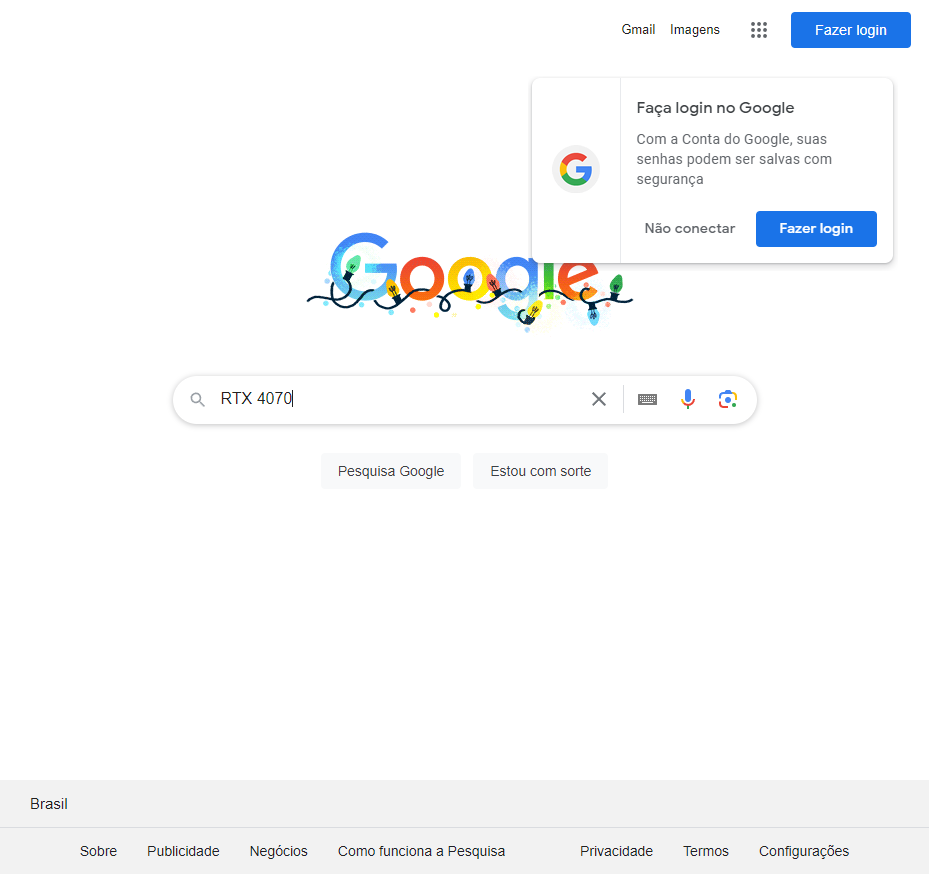 Gmail Imagens Fazer login
Faça login no Google
Com a Conta do Google, suas
senhas podem ser salvas com
segurança
Não conectar Fazer login
Google
RTX 4070
Pesquisa Google Estou com sorte
Brasil
Sobre Publicidade Negócios Como funciona a Pesquisa Privacidade Termos Configurações